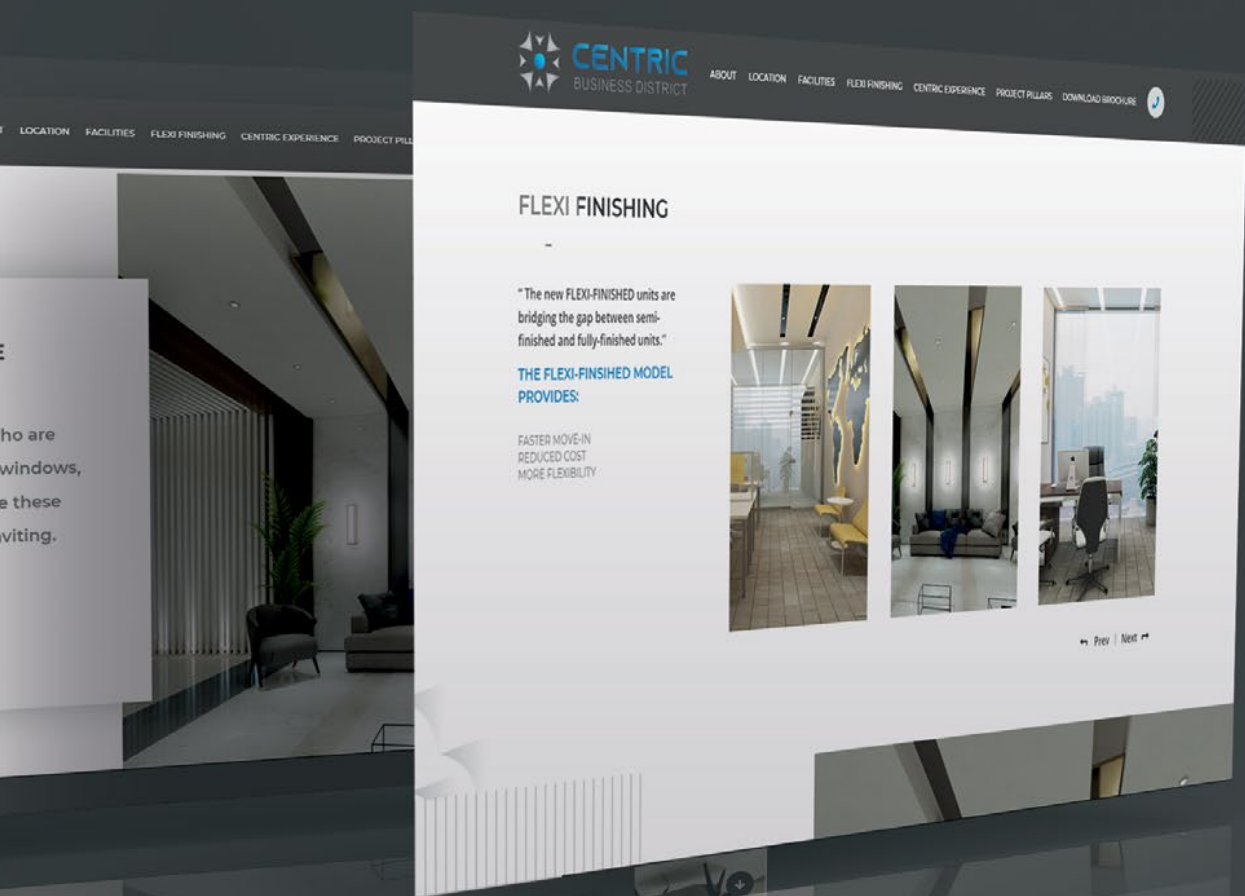 LOCATION FACILITIES FLEXI FINISHING CENTRIC EXPERIENCE PROJECT
ho are
windows,
e these
viting.
CENTRIC
BUSINESS DISTRICT
ABOUT LOCATION FACILITIES FLEXI FINISHING CENTRIC EXPERIENCE PROJECT PILLARS DOWNLOAD BROCHURE
FLEXI FINISHING
-
“ The new FLEXI-FINISHED units are
bridging the gap between semi-
finished and fully-finished units.”
THE FLEXI-FINSIHED MODEL
PROVIDES:
FASTER MOVE-IN
REDUCED COST
MORE FLEXIBILITY
Prev | Next